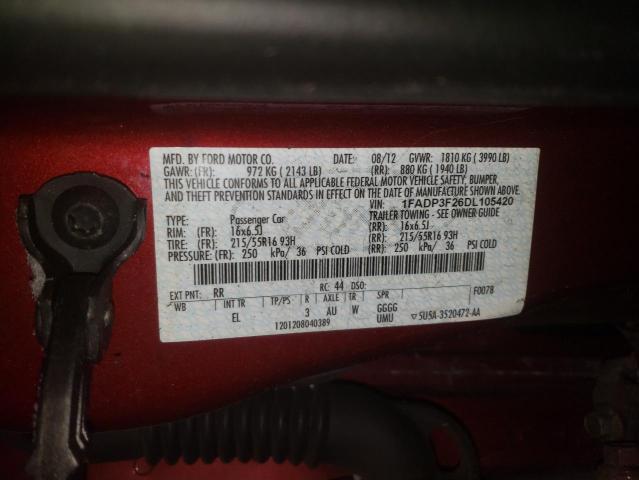 MFD. BY FORD MOTOR CO. DATE: 08/12 GVWR: 1810 KG ( 3990 LB)
GAWR: (FR): 972 KG ( 2143 LB) (RR): 880 KG ( 1940 LB)
THIS VEHICLE CONFORMS TO ALL APPLICABLE FEDERAL MOTOR VEHICLE SAFETY, BUMPER,
AND THEFT PREVENTION STANDARDS IN EFFECT ON THE DATE OF MANUFACTURE SHOWN ABOVE.
VIN: 1FADP3F26DL105420
TYPE: Passenger Car TRAILER TOWING - SEE OWNER GUIDE
RIM: (FR): 16x6.5J (RR): 16x6.5J
TIRE: (FR): 215/55R16 93H (RR): 215/55R16 93H
PRESSURE: (FR): 250 kPa/ 36 PSI COLD (RR): 250 kPa/ 36 PSI COLD
EXT PNT: RR RC: 44 DSO: F0078
WB INT TR TP/PS R AXLE TR SPR
EL 3 AU W GGGG
UMU
1201208040389 5U5A-3520472-AA